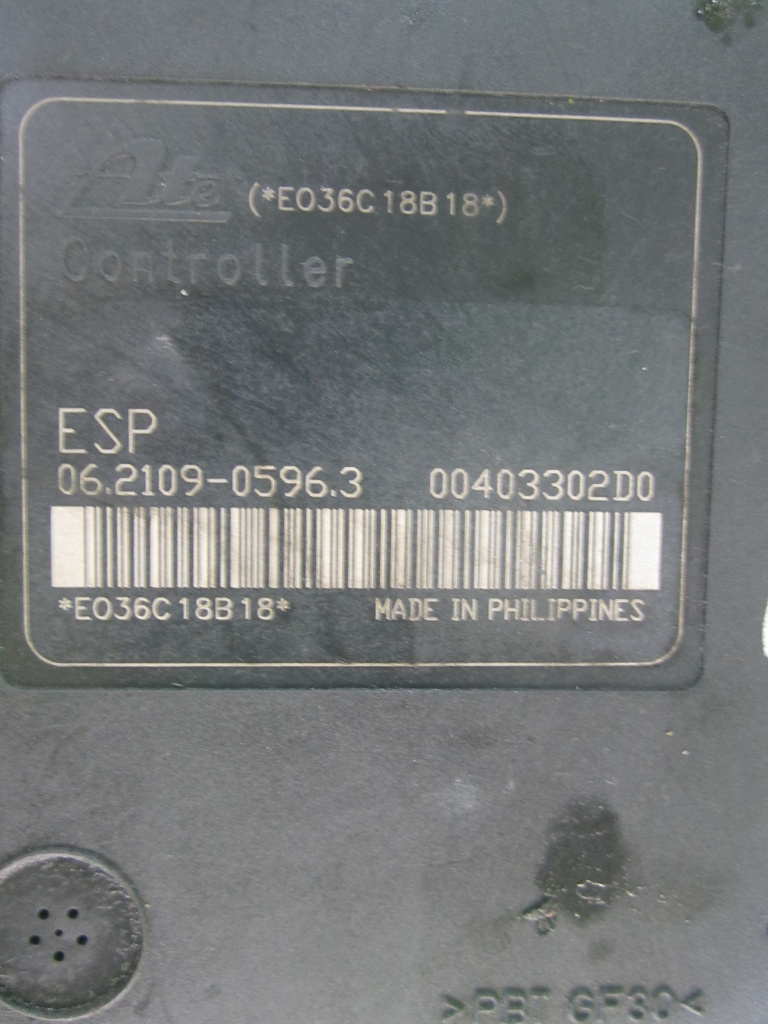 Ate (*E036C18B18*)
Controller
ESP
06.2109-0596.3 00403302D0
*E036C18B18* MADE IN PHILIPPINES
>PBT GF30<